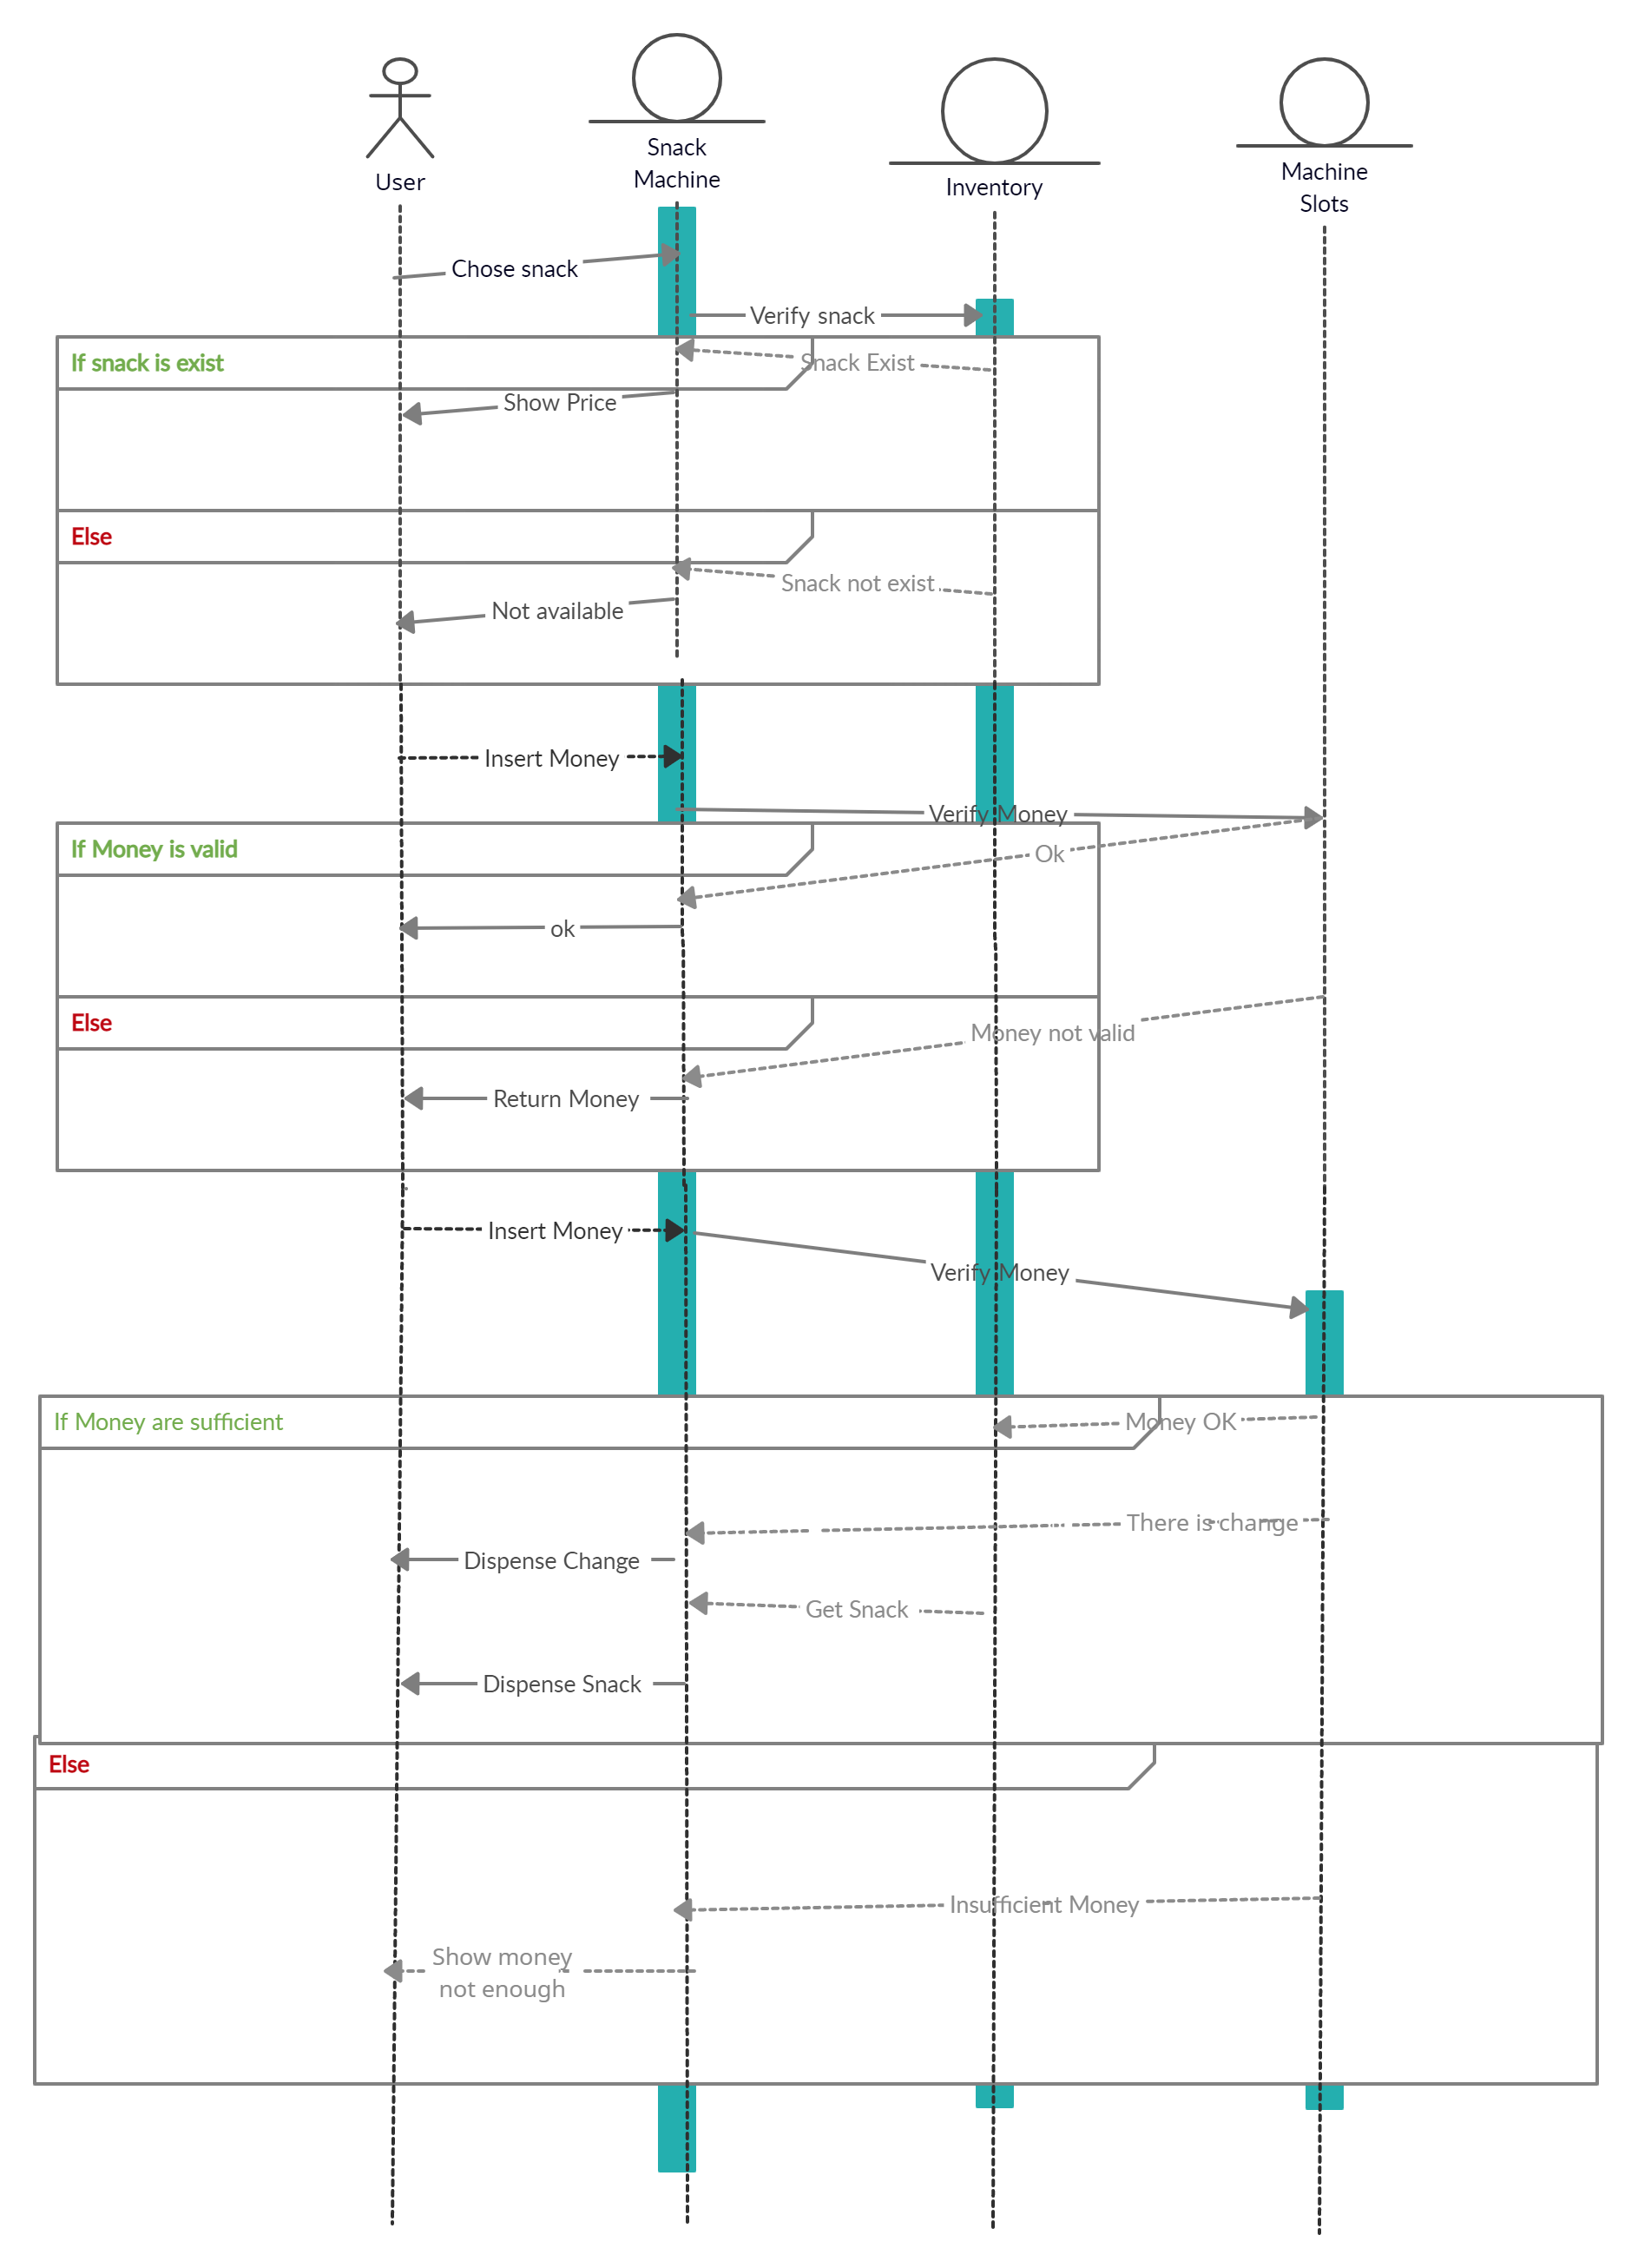 User
Snack
Machine
Inventory
Machine
Slots
Chose snack
Verify snack
If snack is exist
Snack Exist
Show Price
Else
Snack not exist
Not available
Insert Money
Verify Money
If Money is valid
Ok
ok
Else
Money not valid
Return Money
Insert Money
Verify Money
If Money are sufficient
Money OK
There is change
Dispense Change
Get Snack
Dispense Snack
Else
Insufficient Money
Show money
not enough